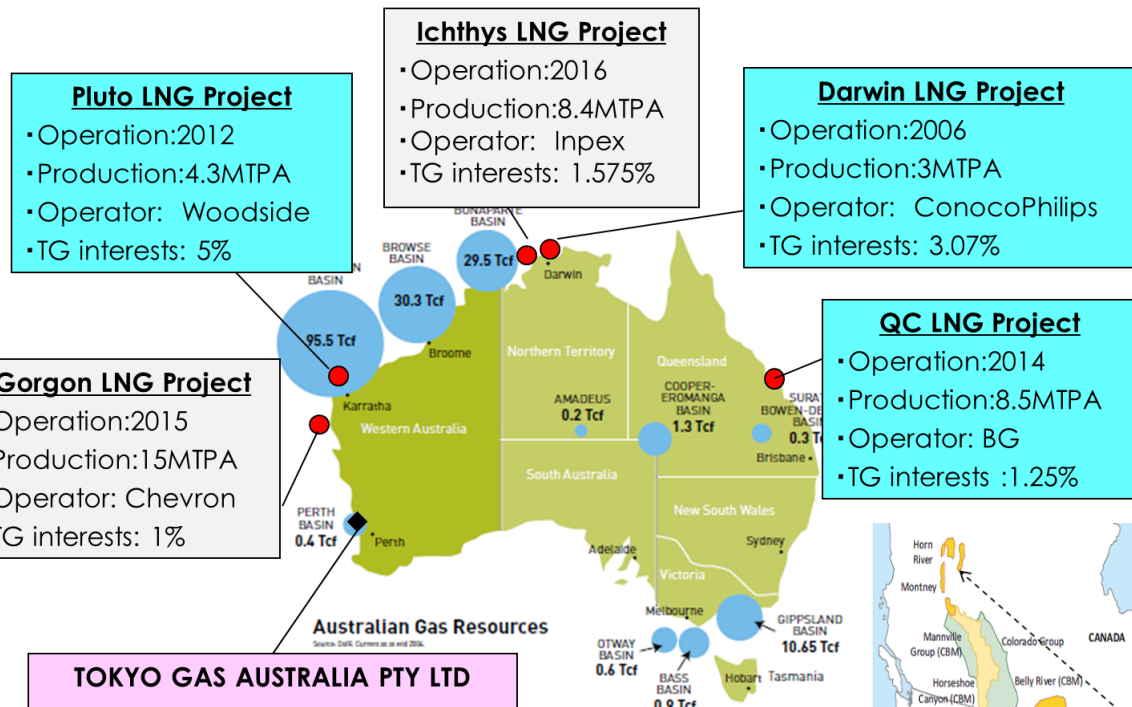 Ichthys LNG Project
・Operation:2016
・Production:8.4MTPA
・Operator: Inpex
・TG interests: 1.575%
Pluto LNG Project
・Operation:2012
・Production:4.3MTPA
・Operator: Woodside
・TG interests: 5%
Darwin LNG Project
・Operation:2006
・Production:3MTPA
・Operator: ConocoPhilips
・TG interests: 3.07%
QC LNG Project
・Operation:2014
・Production:8.5MTPA
・Operator: BG
・TG interests :1.25%
Gorgon LNG Project
Operation:2015
Production:15MTPA
Operator: Chevron
TG interests: 1%
BONAPARTE
BASIN
29.5 Tcf
BROWSE
BASIN
30.3 Tcf
BASIN
95.5 Tcf
Darwin
Broome
Karratha
Northern Territory
Queensland
Western Australia
AMADEUS
0.2 Tcf
COOPER-
EROMANGA
BASIN
1.3 Tcf
SURAT
BOWEN-DE
BASIN
0.3 T
Brisbane
South Australia
New South Wales
PERTH
BASIN
0.4 Tcf
Perth
Adelaide
Sydney
Victoria
Melbourne
GIPPSLAND
BASIN
10.65 Tcf
OTWAY
BASIN
0.6 Tcf
BASS
BASIN
0.9 Tcf
Hobart
Tasmania
Australian Gas Resources
TOKYO GAS AUSTRALIA PTY LTD
Horn
River
Montney
Mannville
Group (CBM)
Colorado Group
CANADA
Horseshoe
Canyon (CBM)
Belly River (CBM)